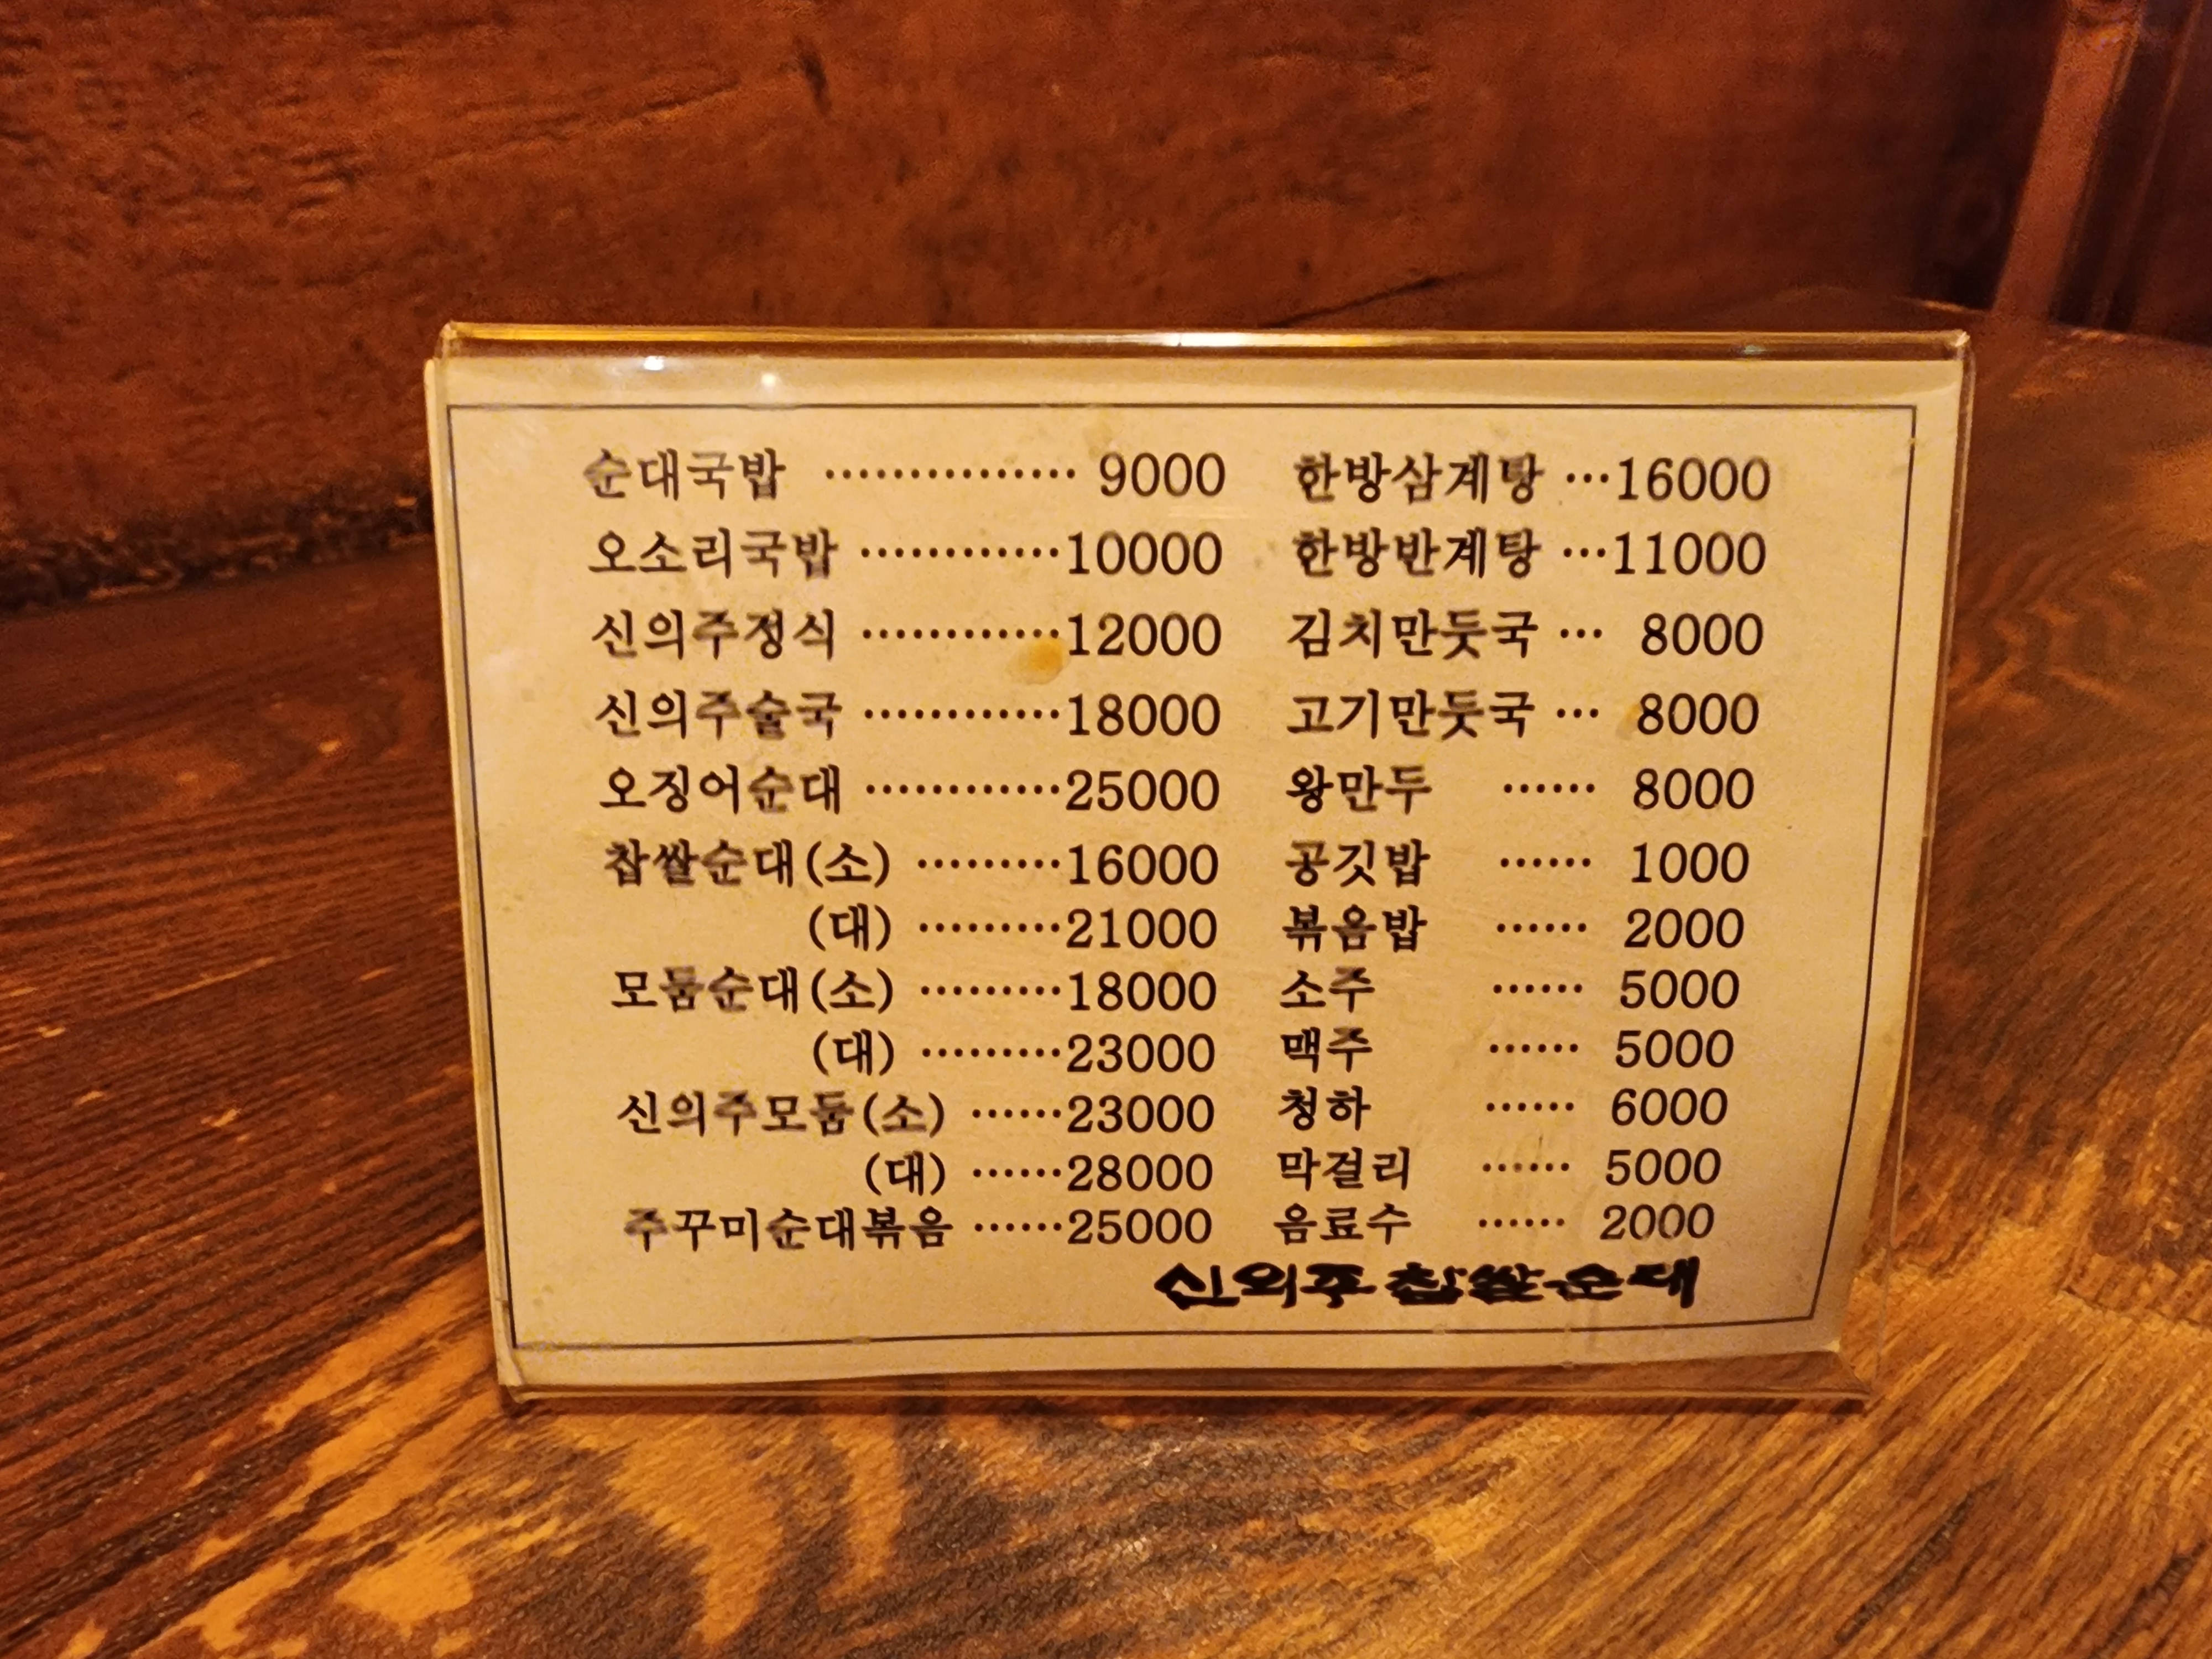 순대국밥 ··············· 9000
오소리국밥 ············10000
신의주정식 ············12000
신의주술국 ············18000
오징어순대 ············25000
찹쌀순대(소) ·········16000
(대) ·········21000
모둠순대(소) ·········18000
(대) ·········23000
신의주모둠(소) ······23000
(대) ······28000
주꾸미순대볶음 ······25000
한방삼계탕 ···16000
한방반계탕 ···11000
김치만둣국 ··· 8000
고기만둣국 ··· 8000
왕만두 ······ 8000
공깃밥 ······ 1000
볶음밥 ······ 2000
소주 ······ 5000
맥주 ······ 5000
청하 ······ 6000
막걸리 ······ 5000
음료수 ······ 2000
신의주 찹쌀순대